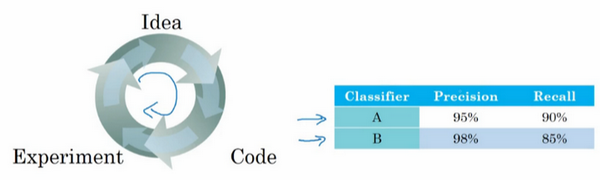 Idea
Experiment
Code
Classifier Precision Recall
A 95% 90%
B 98% 85%